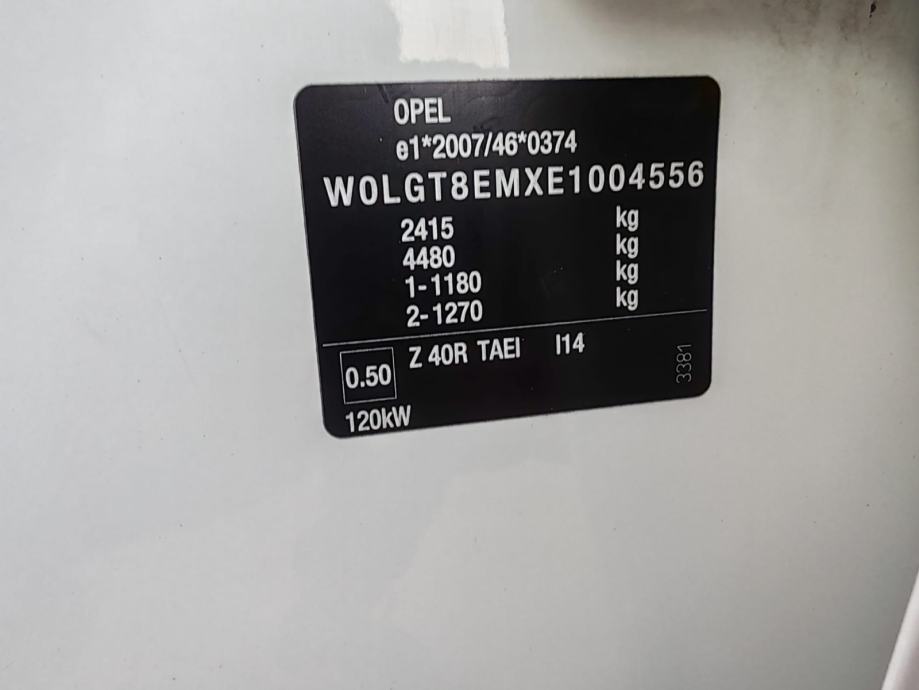 OPEL
e1*2007/46*0374
W0LGT8EMXE1004556
2415 kg
4480 kg
1-1180 kg
2-1270 kg
0.50 Z 40R TAEI I14
3381
120kW